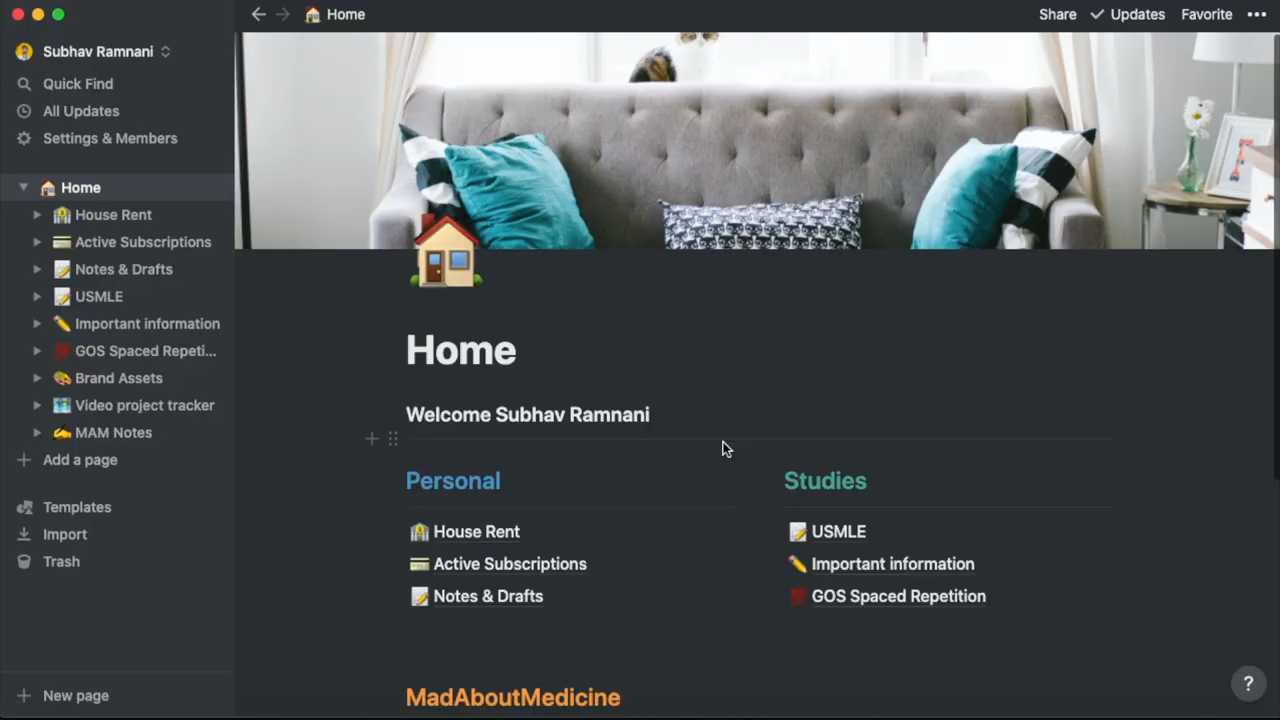 Home
Share
Updates
Favorite
Subhav Ramnani
Quick Find
All Updates
Settings & Members
Home
House Rent
Active Subscriptions
Notes & Drafts
USMLE
Important information
GOS Spaced Repeti...
Brand Assets
Video project tracker
MAM Notes
Add a page
Templates
Import
Trash
New page
Home
Welcome Subhav Ramnani
Personal
House Rent
Active Subscriptions
Notes & Drafts
Studies
USMLE
Important information
GOS Spaced Repetition
MadAboutMedicine
?